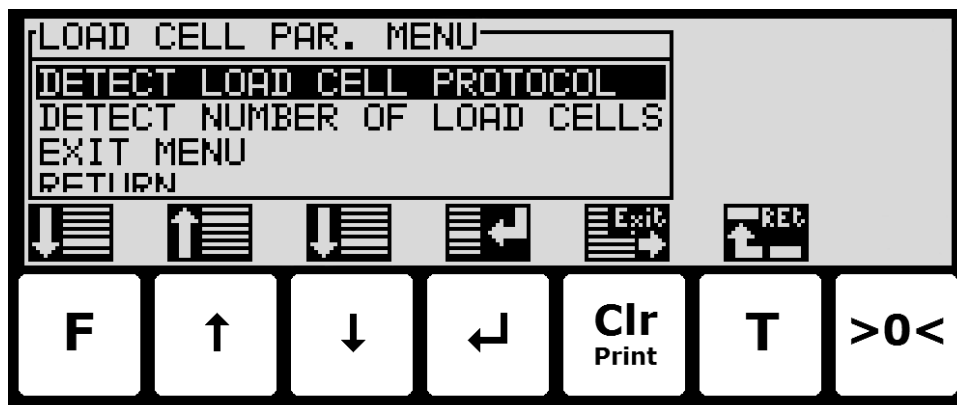 LOAD CELL PAR. MENU
DETECT LOAD CELL PROTOCOL
DETECT NUMBER OF LOAD CELLS
EXIT MENU
RETURN
Exit REt
F ↑ ↓ ↵ Clr T >0<
Print